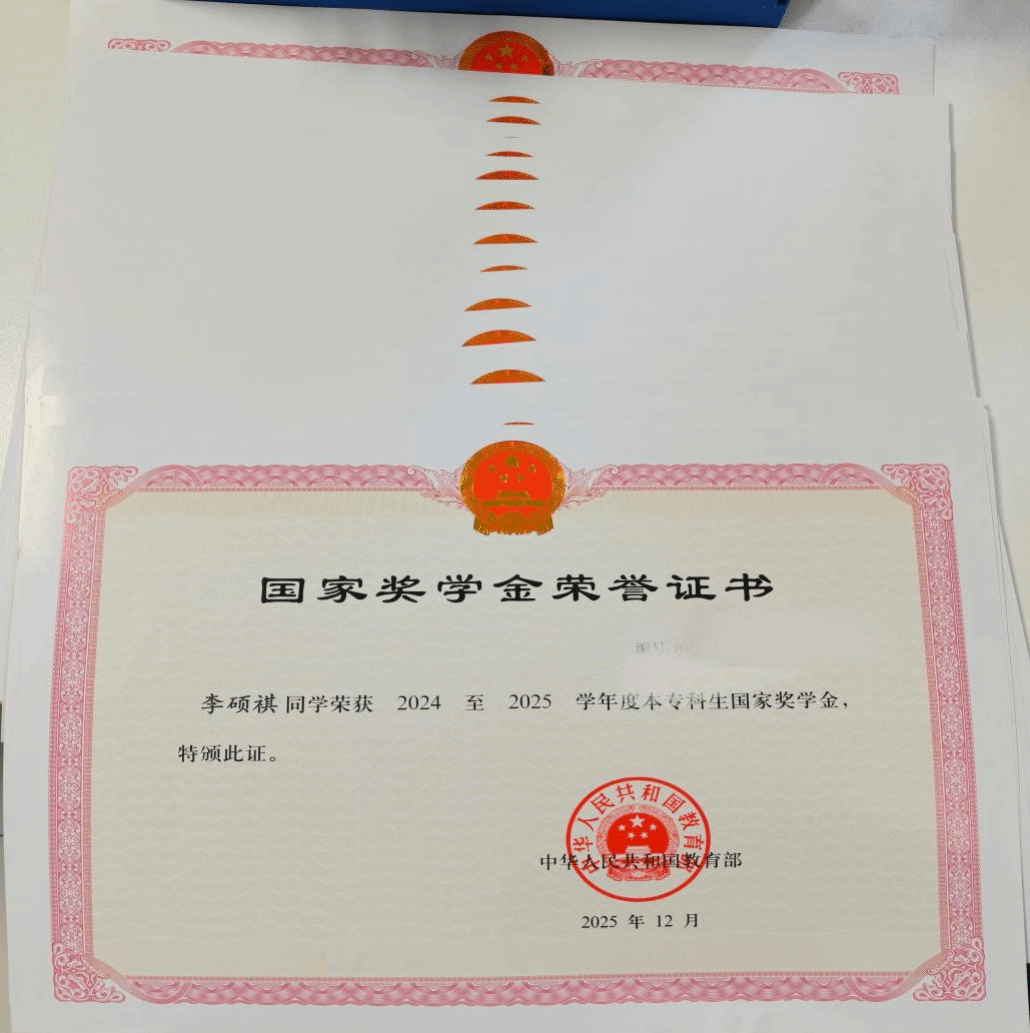 国家奖学金荣誉证书
编号
李硕祺同学荣获 2024 至 2025 学年度本专科生国家奖学金，
特颁此证。
中华人民共和国教育部
中华人民共和国教育部
2025 年 12 月